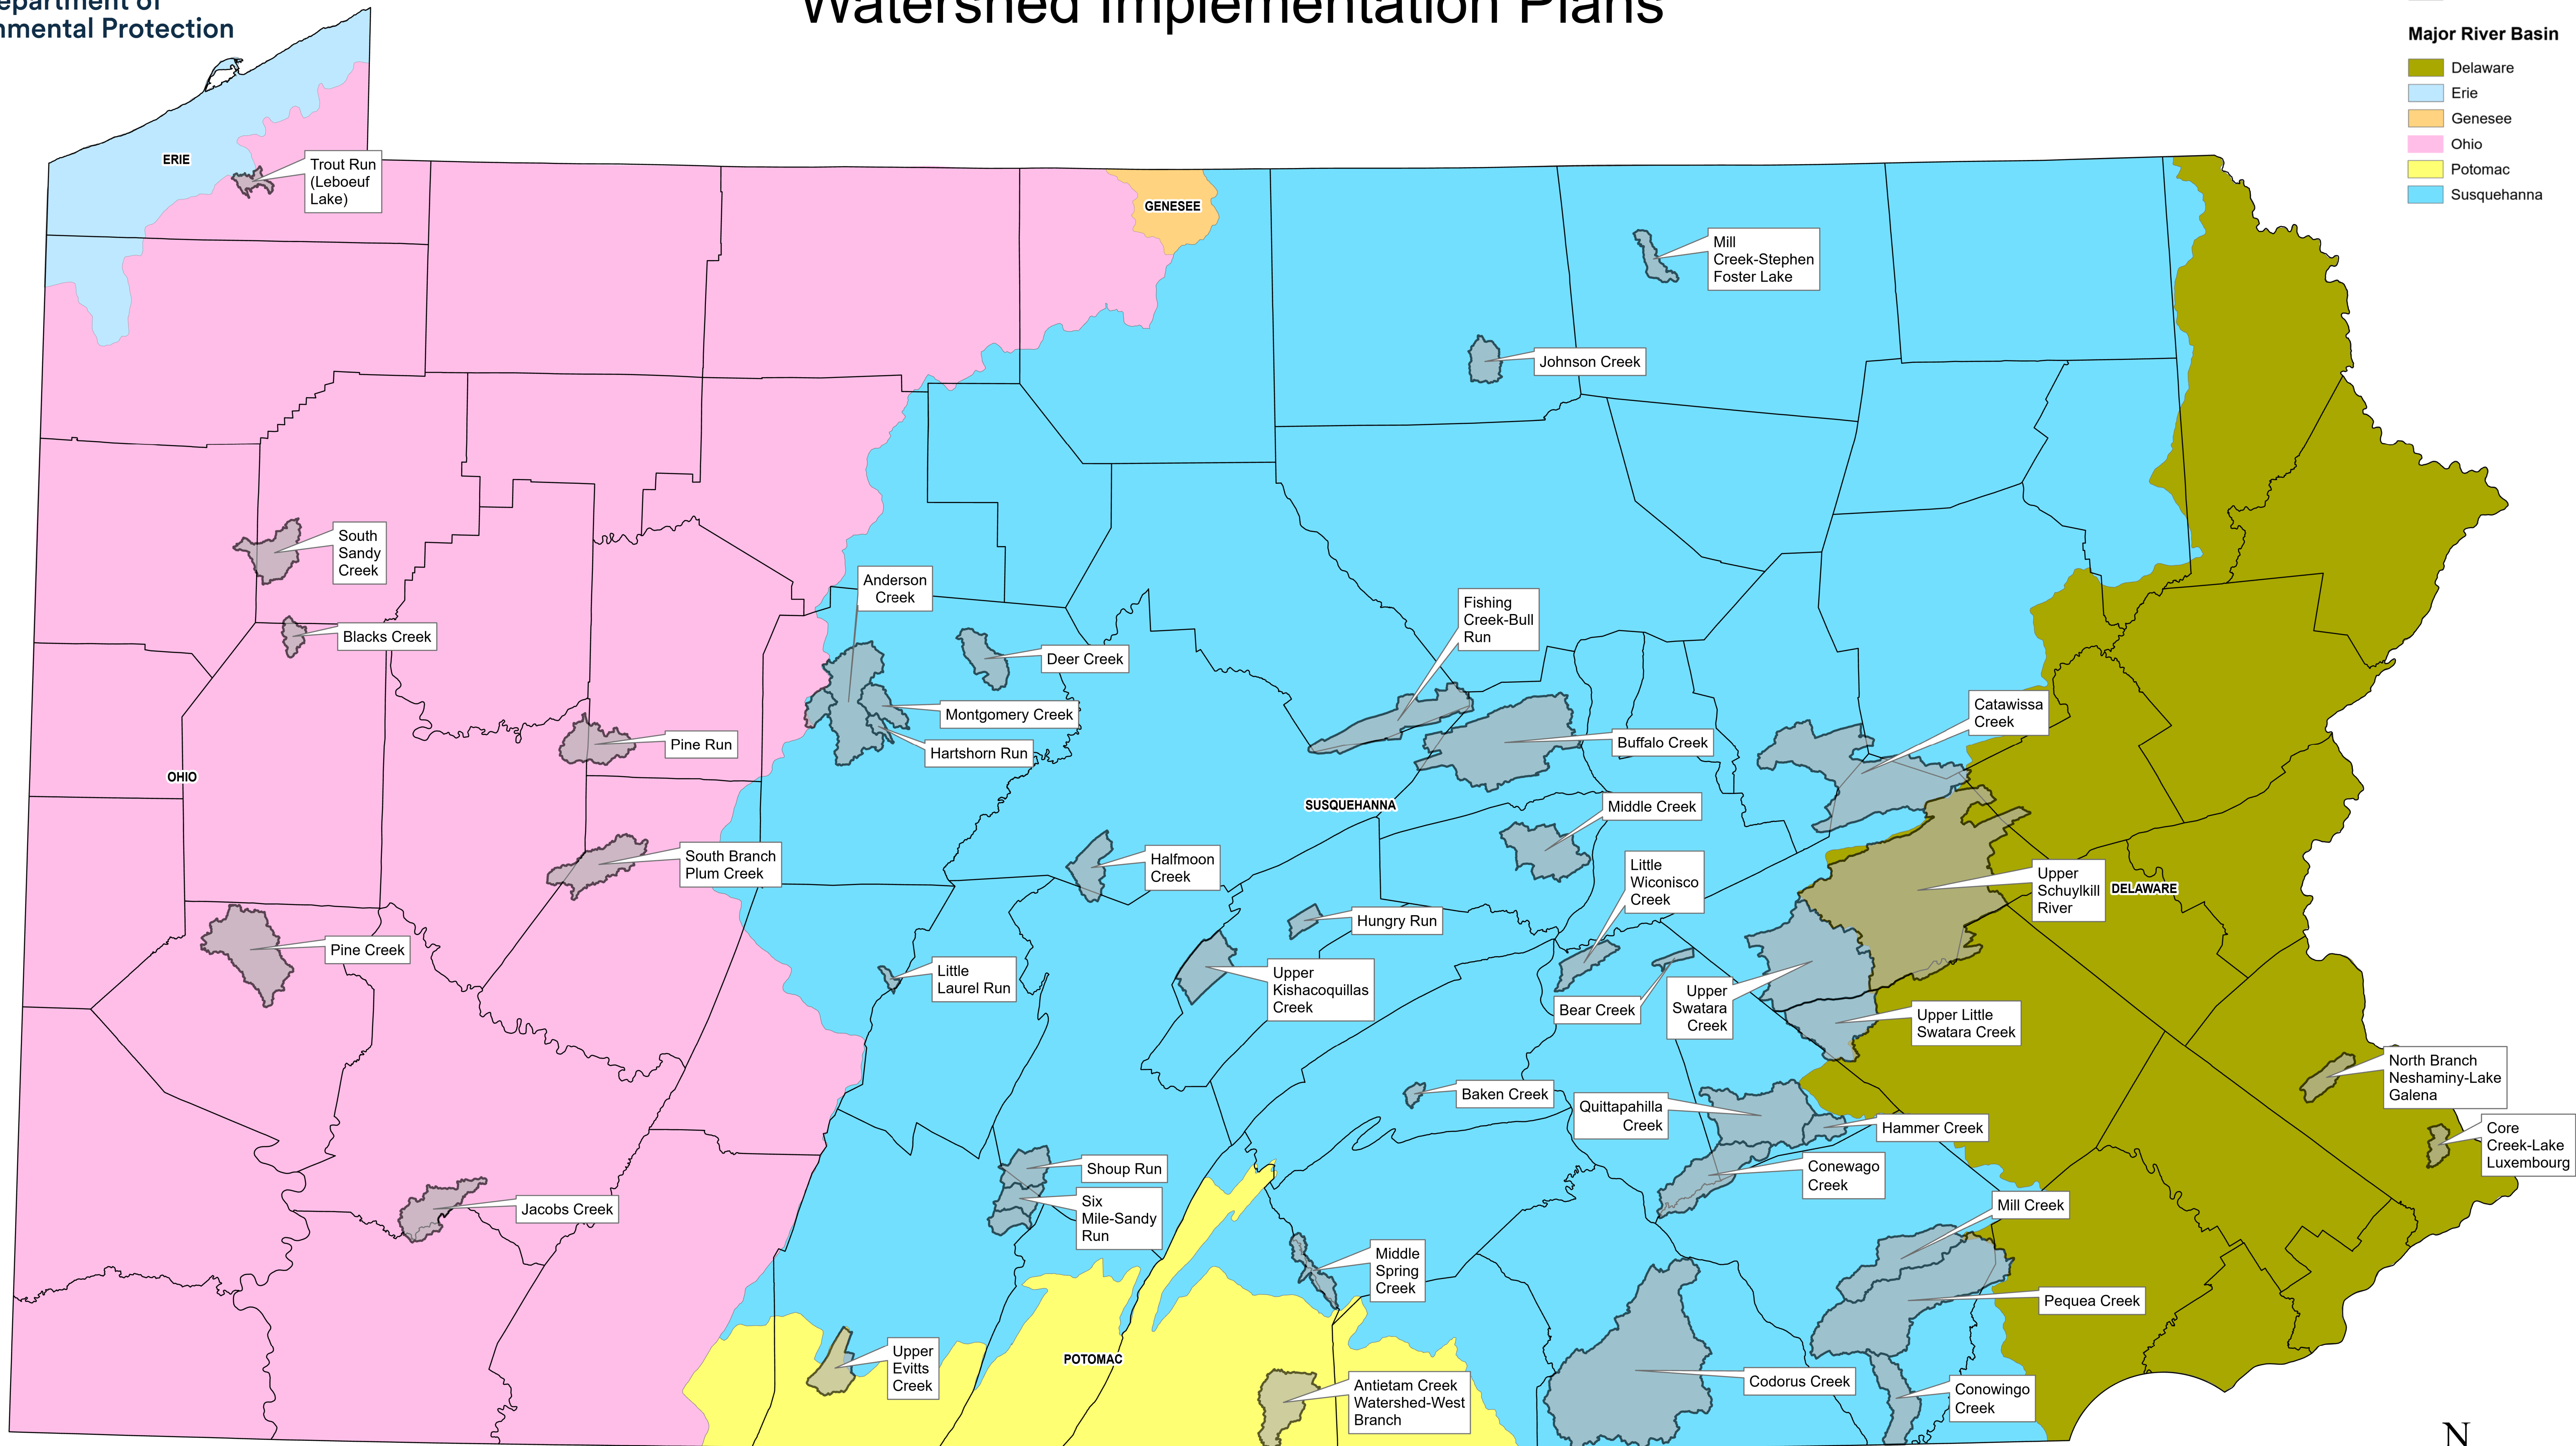 nmental Protection
Watershed Implementation Plans
Major River Basin
Delaware
Erie
Genesee
Ohio
Potomac
Susquehanna
ERIE
Trout Run
(Leboeuf
Lake)
GENESEE
Mill
Creek-Stephen
Foster Lake
Johnson Creek
South
Sandy
Creek
Anderson
Creek
Fishing
Creek-Bull
Run
Blacks Creek
Deer Creek
Catawissa
Creek
Montgomery Creek
Pine Run
Hartshorn Run
Buffalo Creek
OHIO
SUSQUEHANNA
Middle Creek
South Branch
Plum Creek
Halfmoon
Creek
Little
Wiconisco
Creek
Upper
Schuylkill
River
DELAWARE
Hungry Run
Pine Creek
Little
Laurel Run
Upper
Kishacoquillas
Creek
Bear Creek
Upper
Swatara
Creek
Upper Little
Swatara Creek
North Branch
Neshaminy-Lake
Galena
Baken Creek
Quittapahilla
Creek
Hammer Creek
Core
Creek-Lake
Luxembourg
Shoup Run
Conewago
Creek
Six
Mile-Sandy
Run
Mill Creek
Jacobs Creek
Middle
Spring
Creek
Pequea Creek
Upper
Evitts
Creek
POTOMAC
Antietam Creek
Watershed-West
Branch
Codorus Creek
Conowingo
Creek
N